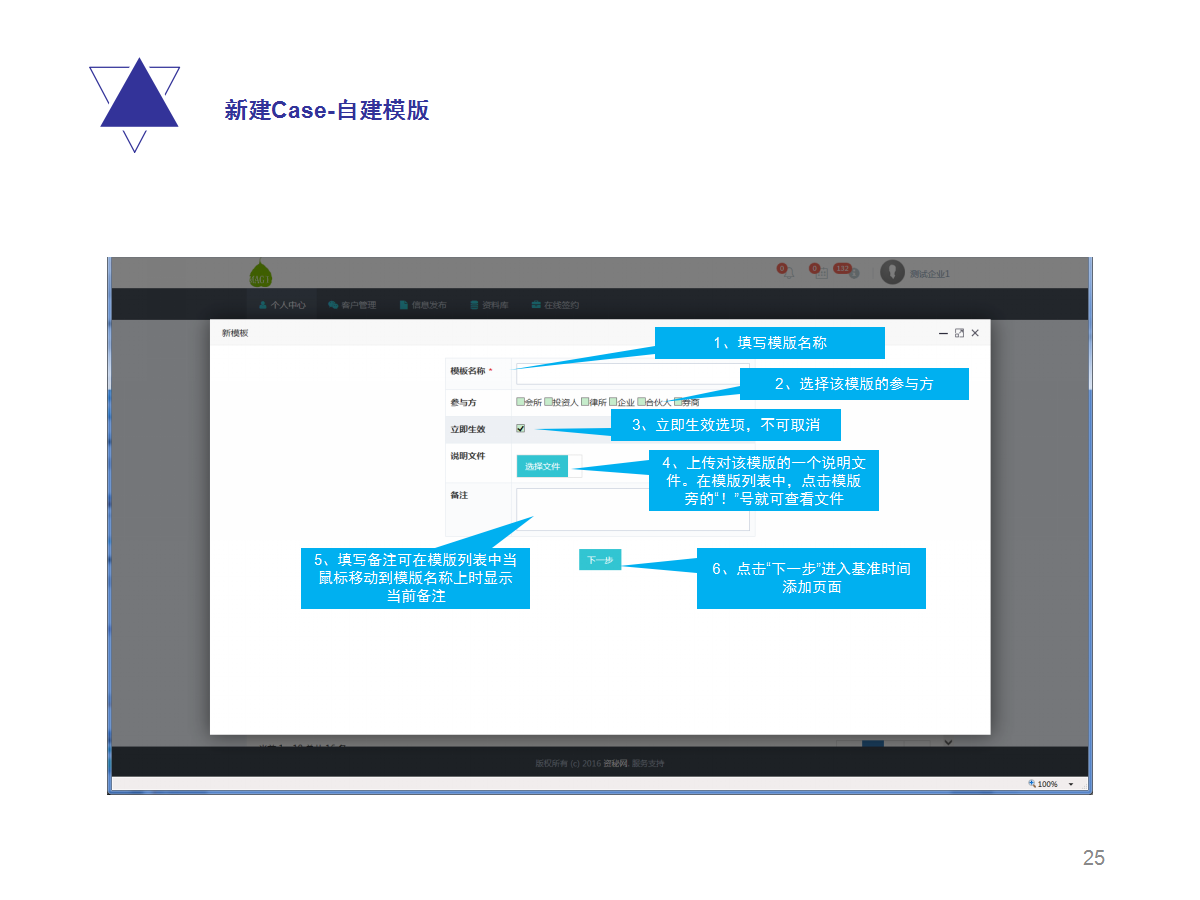 新建Case-自建模版
MAGI
0
0
132
测试企业1
个人中心
客户管理
信息发布
资料库
在线签约
新模板
1、填写模版名称
模板名称 *
2、选择该模版的参与方
参与方
会所 投资人 律所 企业 合伙人 券商
3、立即生效选项，不可取消
立即生效
说明文件
选择文件
4、上传对该模版的一个说明文
件。在模版列表中，点击模版
旁的“！”号就可查看文件
备注
5、填写备注可在模版列表中当
鼠标移动到模版名称上时显示
当前备注
下一步
6、点击“下一步”进入基准时间
添加页面
版权所有 (c) 2016 资秘网. 服务支持
100%
25